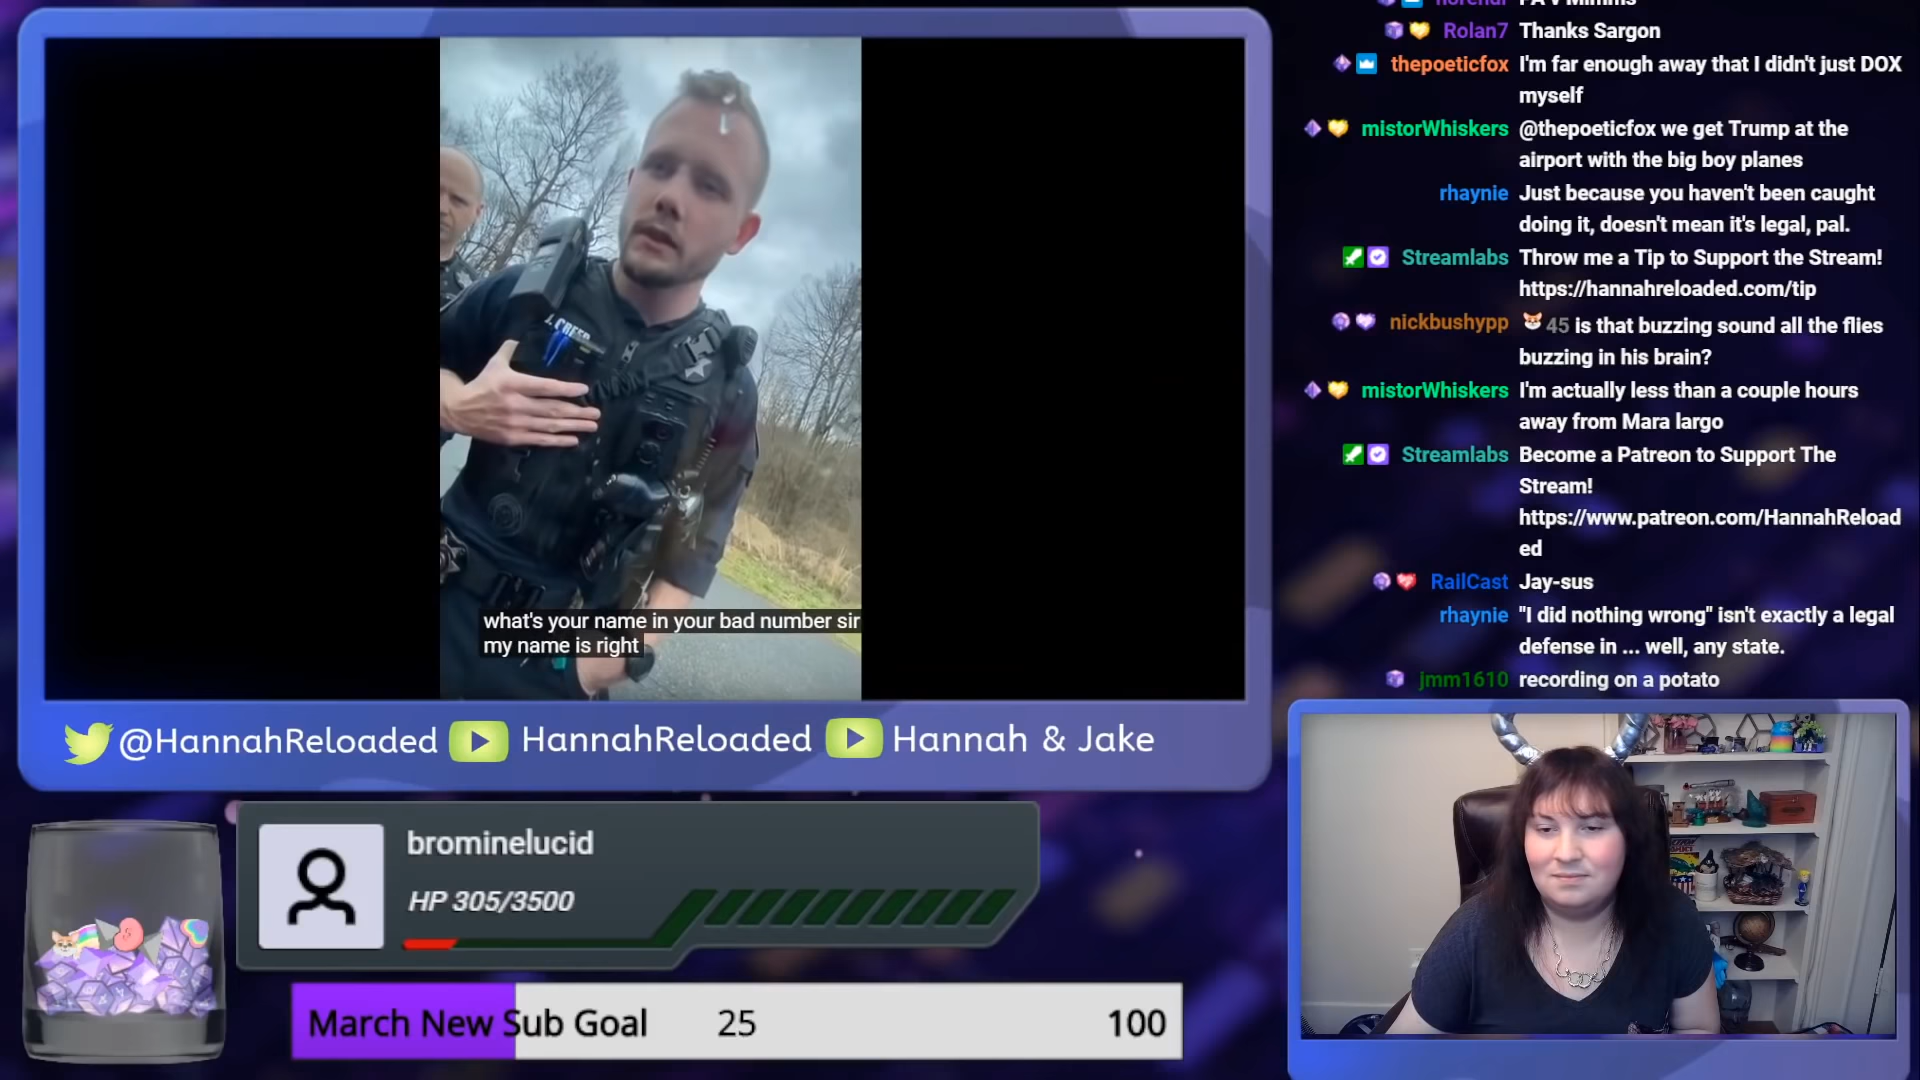 PA v Mimms
Rolan7 Thanks Sargon
thepoeticfox I'm far enough away that I didn't just DOX
myself
mistorWhiskers @thepoeticfox we get Trump at the
airport with the big boy planes
rhaynie Just because you haven't been caught
doing it, doesn't mean it's legal, pal.
Streamlabs Throw me a Tip to Support the Stream!
https://hannahreloaded.com/tip
nickbushypp 45 is that buzzing sound all the flies
buzzing in his brain?
mistorWhiskers I'm actually less than a couple hours
away from Mara largo
Streamlabs Become a Patreon to Support The
Stream!
https://www.patreon.com/HannahReload
ed
RailCast Jay-sus
rhaynie "I did nothing wrong" isn't exactly a legal
defense in ... well, any state.
jmm1610 recording on a potato
what's your name in your bad number sir
my name is right
@HannahReloaded HannahReloaded Hannah & Jake
brominelucid
HP 305/3500
March New Sub Goal 25 100